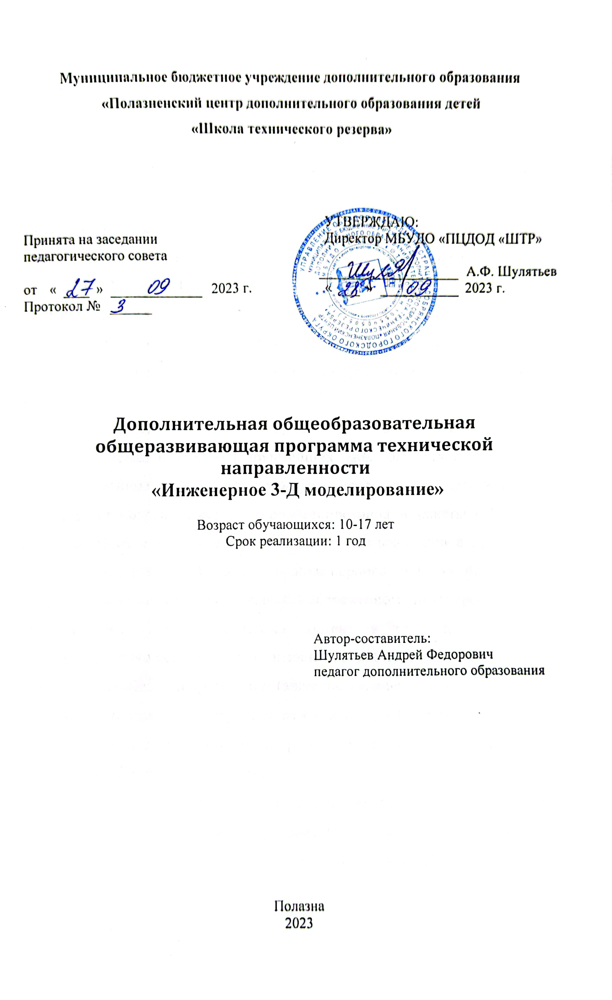 Муниципальное бюджетное учреждение дополнительного образования
«Полазненский центр дополнительного образования детей
«Школа технического резерва»
Принята на заседании
педагогического совета
от « 27 » 09 2023 г.
Протокол № 3
УТВЕРЖДАЮ:
Директор МБУДО «ПЦДОД «ШТР»
А.Ф. Шулятьев
« 28 » 09 2023 г.
Дополнительная общеобразовательная
общеразвивающая программа технической
направленности
«Инженерное 3-Д моделирование»
Возраст обучающихся: 10-17 лет
Срок реализации: 1 год
Автор-составитель:
Шулятьев Андрей Федорович
педагог дополнительного образования
Полазна
2023